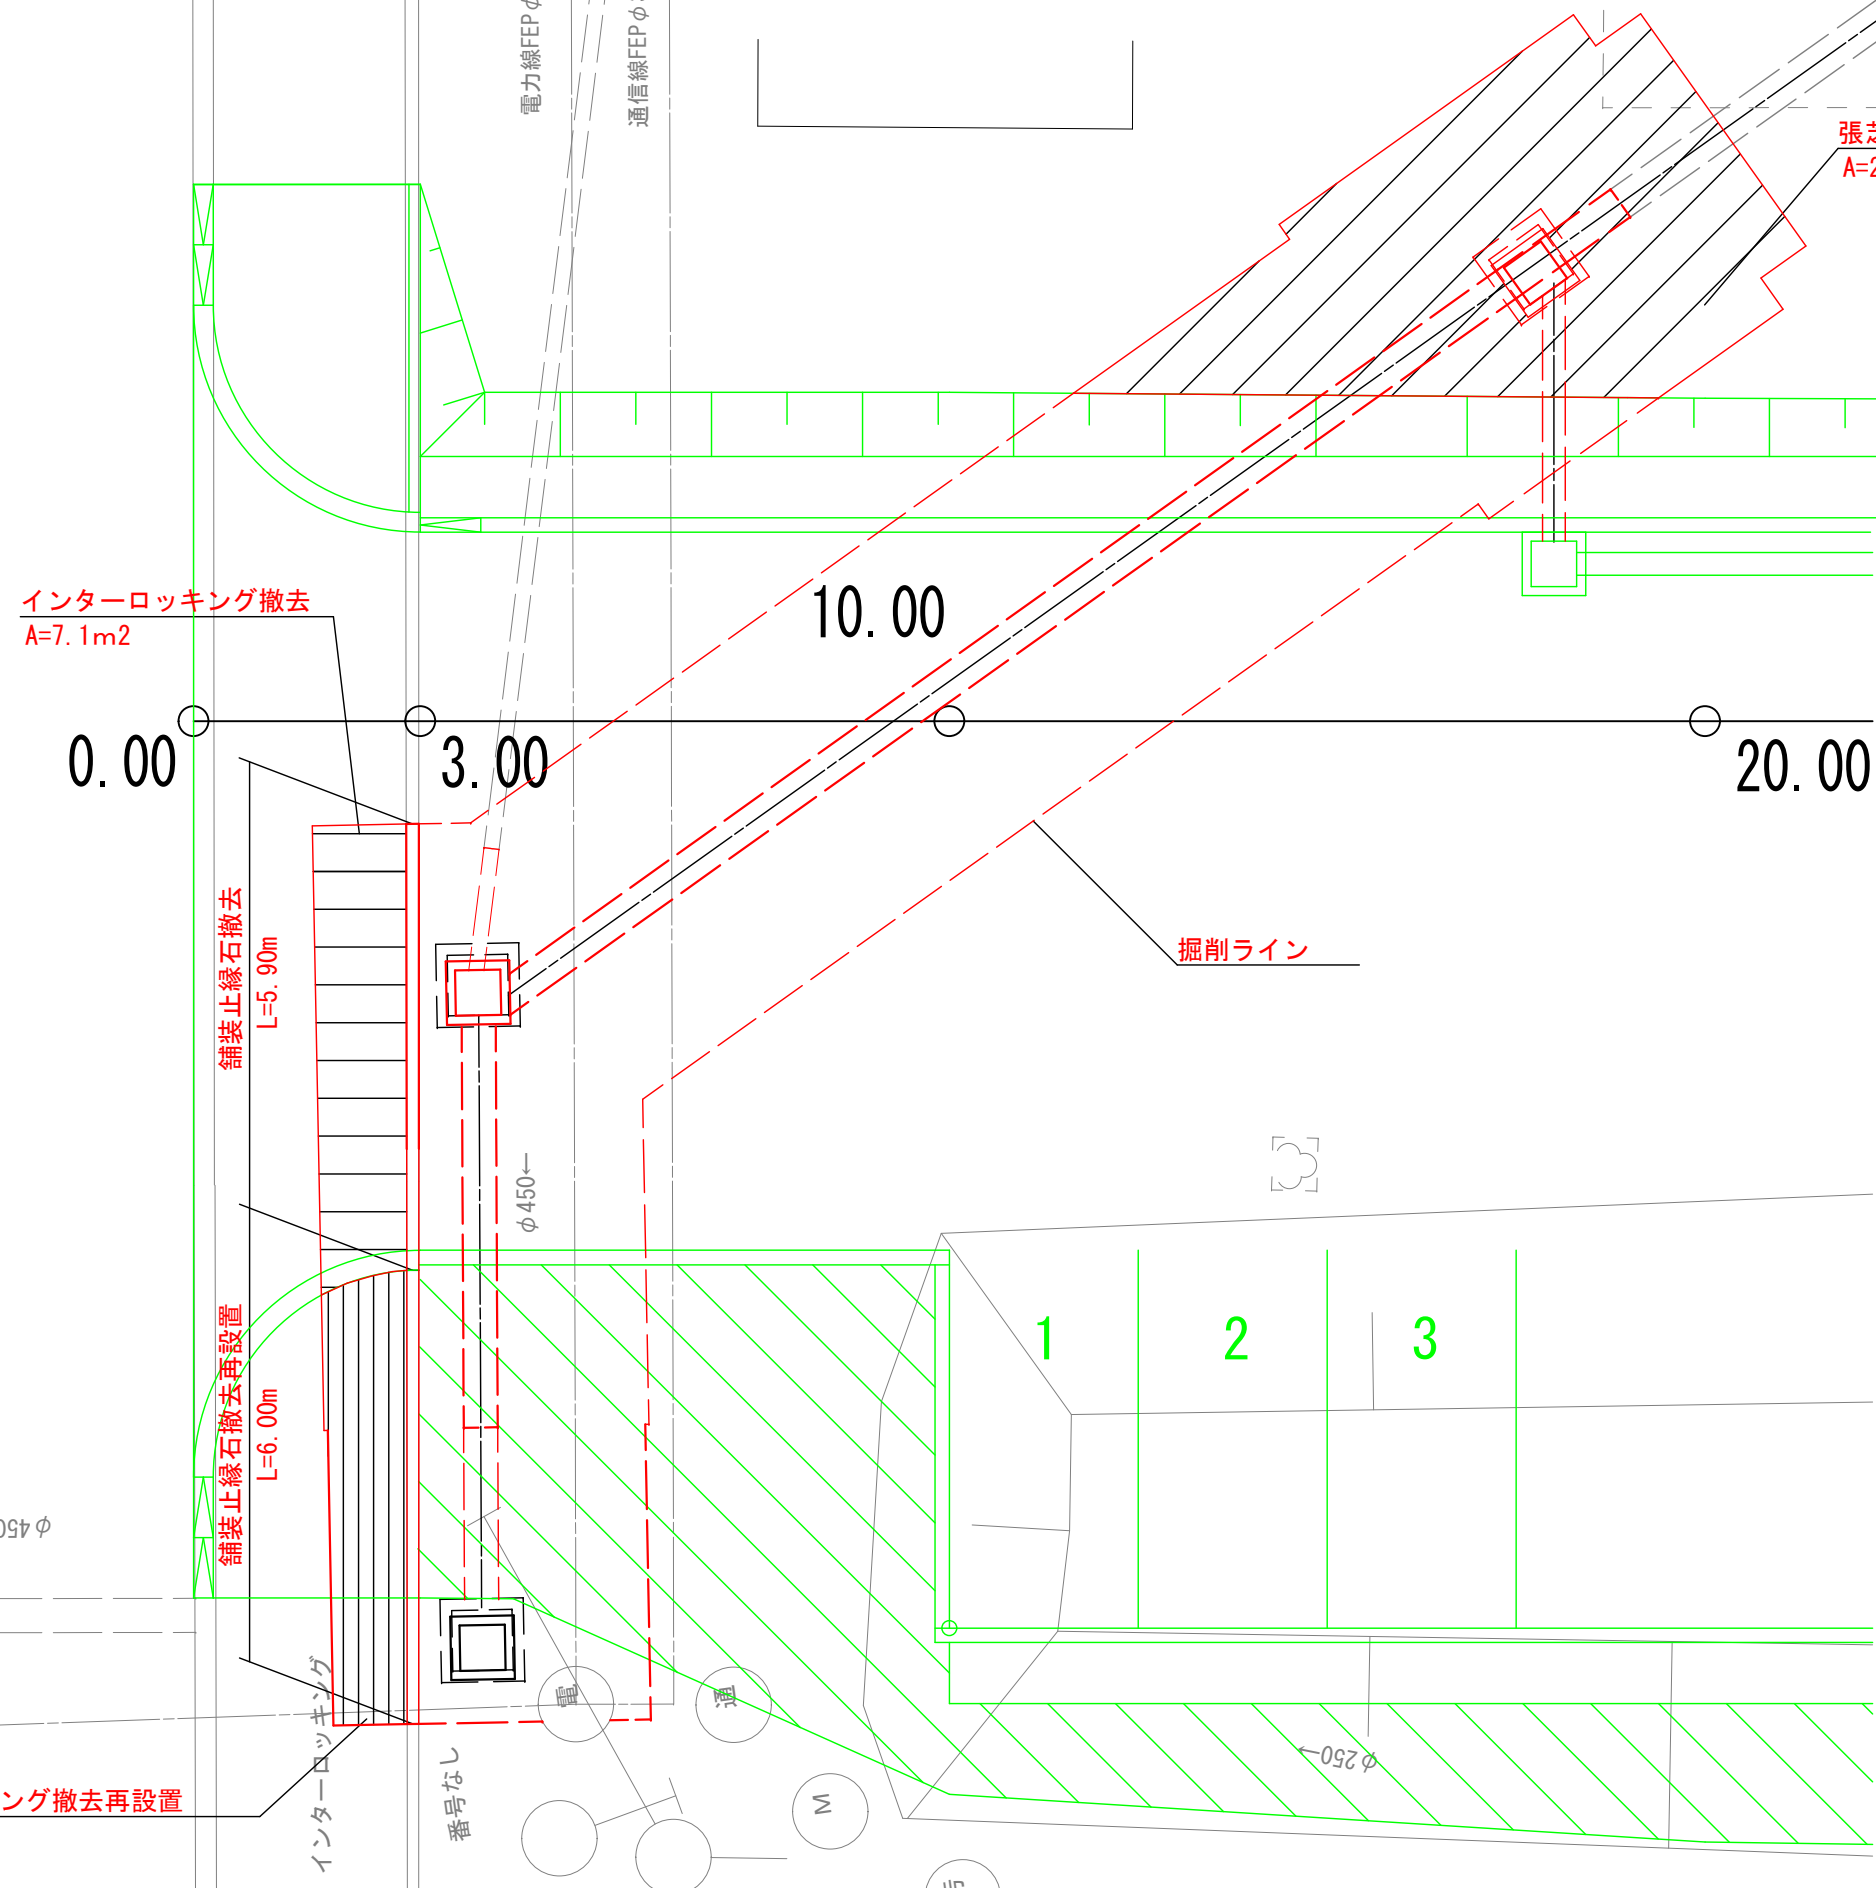 電力線FEPφ
通信線FEPφ
張芝
A=2
インターロッキング撤去
A=7.1m2
10.00
0.00
3.00
20.00
舗装止縁石撤去
L=5.90m
掘削ライン
φ450←
1
2
3
舗装止縁石撤去再設置
L=6.00m
φ450
電
通
φ250→
インターロッキング
番号なし
M
ング撤去再設置